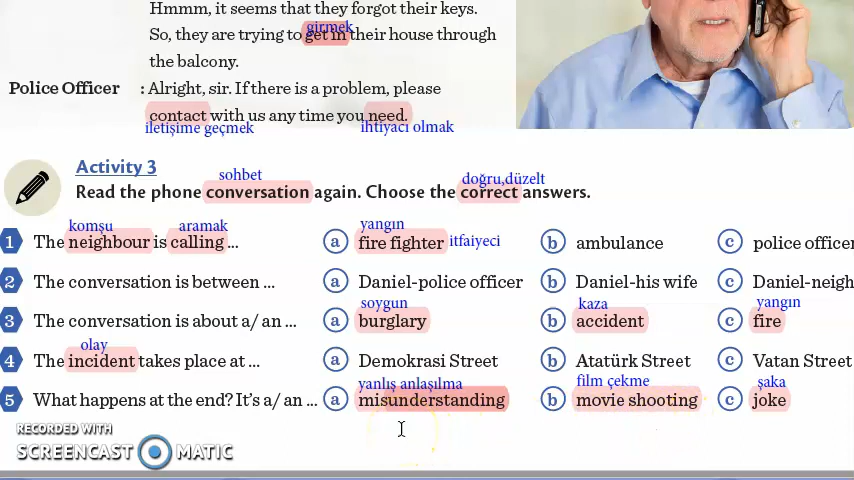 Hmmm, it seems that they forgot their keys.
girmek
So, they are trying to get in their house through
the balcony.
Police Officer : Alright, sir. If there is a problem, please
contact with us any time you need.
iletişime geçmek ihtiyacı olmak
Activity 3
sohbet doğru,düzelt
Read the phone conversation again. Choose the correct answers.
komşu aramak yangın
1 The neighbour is calling ... a fire fighter itfaiyeci b ambulance c police officer
2 The conversation is between ... a Daniel-police officer b Daniel-his wife c Daniel-neigh
soygun kaza yangın
3 The conversation is about a/ an ... a burglary b accident c fire
olay
4 The incident takes place at ... a Demokrasi Street b Atatürk Street c Vatan Street
yanlış anlaşılma film çekme şaka
5 What happens at the end? It's a/ an ... a misunderstanding b movie shooting c joke
RECORDED WITH
SCREENCAST MATIC